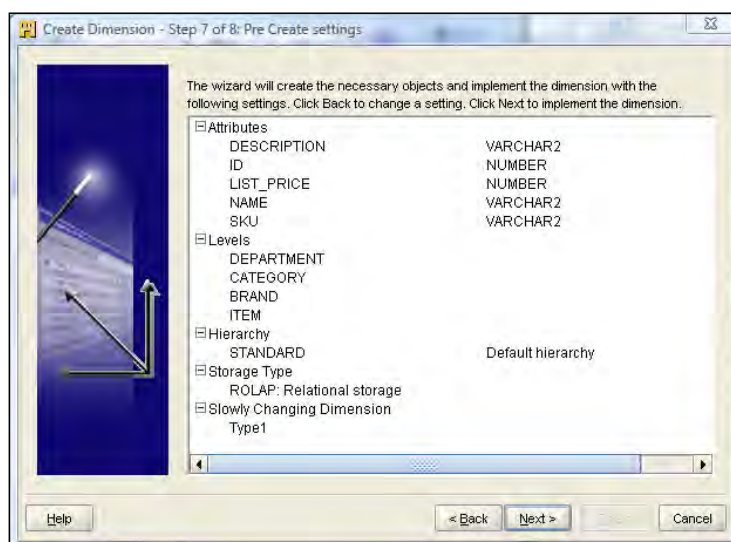 Create Dimension - Step 7 of 8: Pre Create settings
The wizard will create the necessary objects and implement the dimension with the
following settings. Click Back to change a setting. Click Next to implement the dimension.
Attributes
DESCRIPTION VARCHAR2
ID NUMBER
LIST_PRICE NUMBER
NAME VARCHAR2
SKU VARCHAR2
Levels
DEPARTMENT
CATEGORY
BRAND
ITEM
Hierarchy
STANDARD Default hierarchy
Storage Type
ROLAP: Relational storage
Slowly Changing Dimension
Type1
Help < Back Next > Cancel